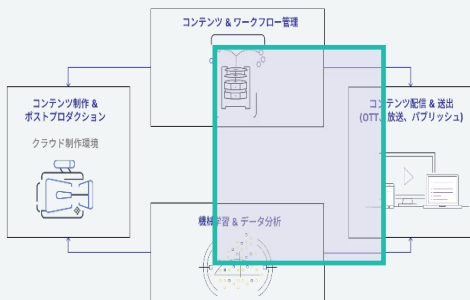 コンテンツ & ワークフロー管理
コンテンツ制作 &
ポストプロダクション
クラウド制作環境
コンテンツ配信 & 送出
(OTT、放送、パブリッシュ)
機械学習 & データ分析